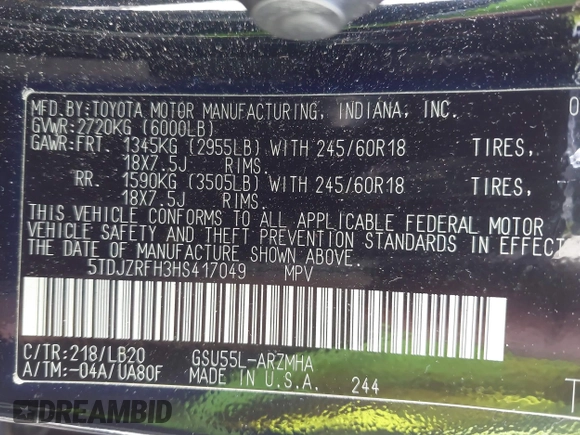 MFD.BY:TOYOTA MOTOR MANUFACTURING, INDIANA, INC.
GVWR:2720KG (6000LB)
GAWR:FRT. 1345KG (2955LB) WITH 245/60R18 TIRES,
18X7.5J RIMS.
RR. 1590KG (3505LB) WITH 245/60R18 TIRES,
18X7.5J RIMS.
THIS VEHICLE CONFORMS TO ALL APPLICABLE FEDERAL MOTOR
VEHICLE SAFETY AND THEFT PREVENTION STANDARDS IN EFFECT
THE DATE OF MANUFACTURE SHOWN ABOVE.
5TDJZRFH3HS417049 MPV
C/TR:218/LB20 GSU55L-ARZMHA
A/TM:-04A/UA80F MADE IN U.S.A. 244
DREAMBID